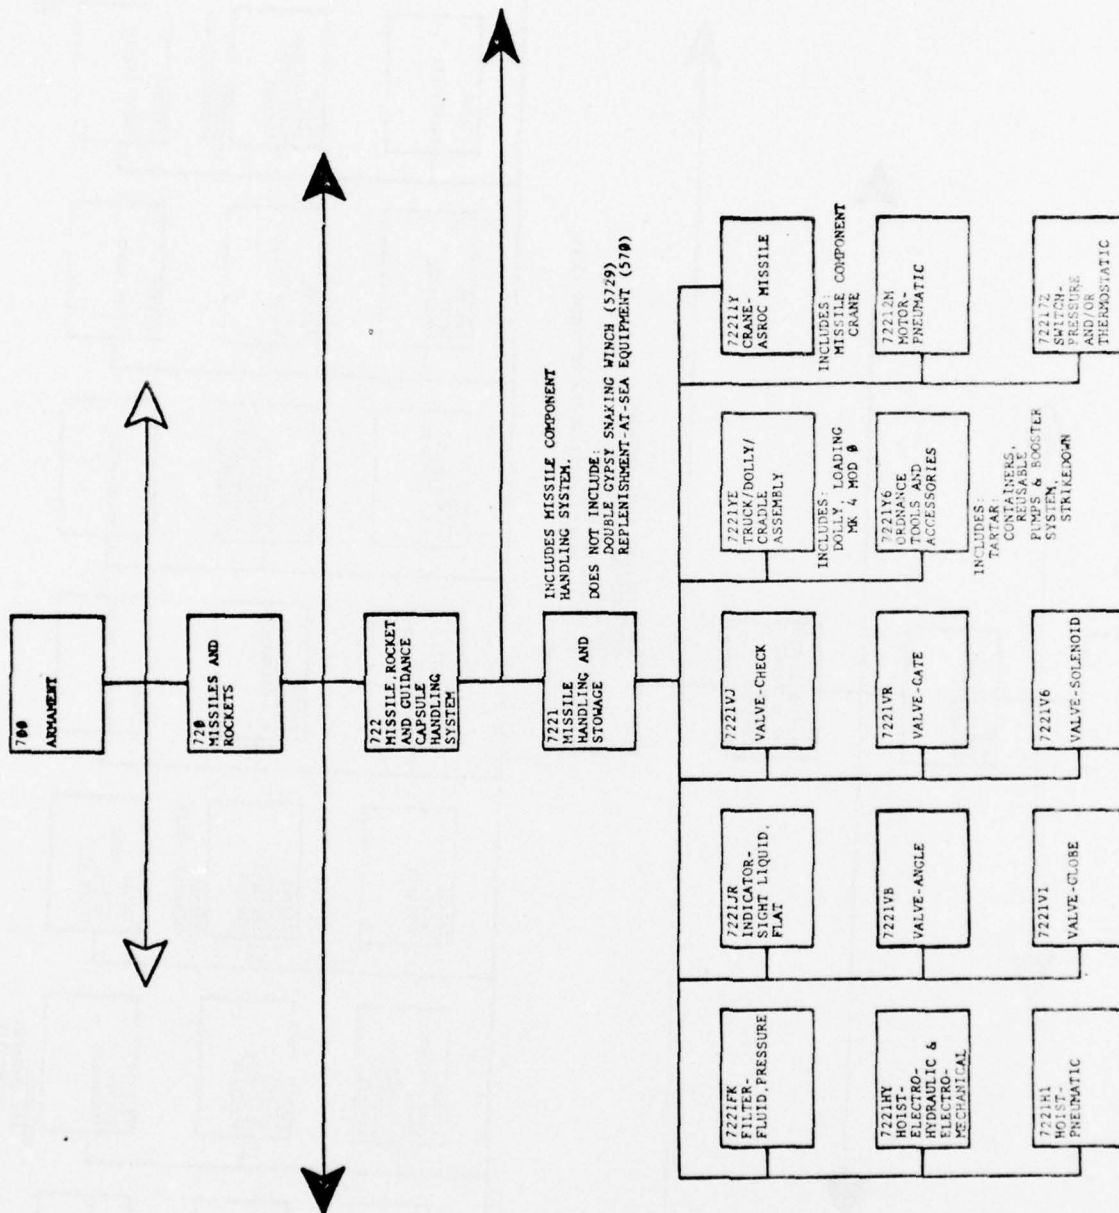 700
ARMAMENT
720
MISSILES AND
ROCKETS
722
MISSILE, ROCKET
AND GUIDANCE
CAPSULE
HANDLING
SYSTEM
7221
MISSILE
HANDLING AND
STOWAGE
INCLUDES MISSILE COMPONENT
HANDLING SYSTEM.
DOES NOT INCLUDE:
DOUBLE GYPSY SNAKING WINCH (5729)
REPLENISHMENT-AT-SEA EQUIPMENT (570)
7221FK
FILTER-
FLUID, PRESSURE
7221HY
HOIST-
ELECTRO-
HYDRAULIC &
ELECTRO-
MECHANICAL
7221H1
HOIST-
PNEUMATIC
7221JR
INDICATOR-
SIGHT LIQUID,
FLAT
7221VB
VALVE-ANGLE
7221V1
VALVE-GLOBE
7221VJ
VALVE-CHECK
7221VR
VALVE-GATE
7221V6
VALVE-SOLENOID
7221YE
TRUCK/DOLLY/
CRADLE
ASSEMBLY
INCLUDES:
DOLLY, LOADING
MK 4 MOD 0
7221Y6
ORDNANCE
TOOLS AND
ACCESSORIES
INCLUDES:
TARTAR:
CONTAINERS,
REUSABLE,
PUMPS & BOOSTER
SYSTEM,
STRIKEDOWN
72211Y
CRANE-
ASROC MISSILE
INCLUDES:
MISSILE COMPONENT
CRANE
72212M
MOTOR-
PNEUMATIC
72217Z
SWITCH-
PRESSURE
AND/OR
THERMOSTATIC